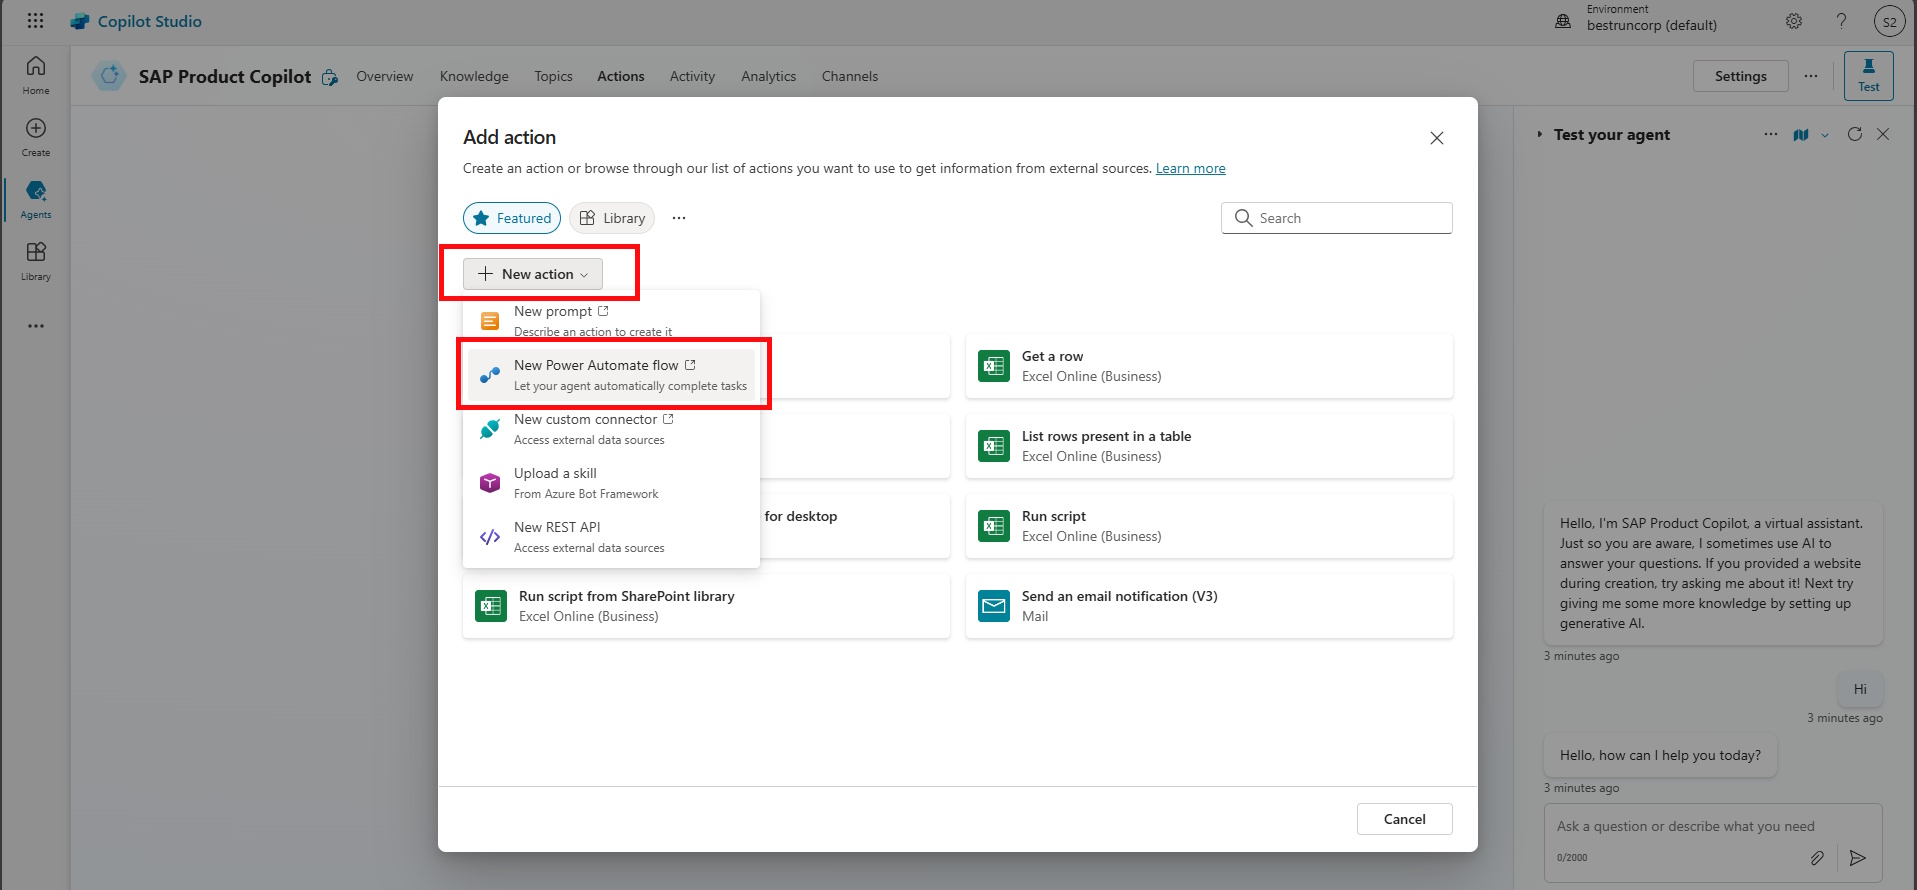 Copilot Studio
Environment
bestruncorp (default)
S2
SAP Product Copilot
Overview
Knowledge
Topics
Actions
Activity
Analytics
Channels
Settings
Test
Home
Create
Agents
Library
Add action
Create an action or browse through our list of actions you want to use to get information from external sources. Learn more
Featured
Library
Search
New action
New prompt
Describe an action to create it
New Power Automate flow
Let your agent automatically complete tasks
New custom connector
Access external data sources
Upload a skill
From Azure Bot Framework
New REST API
Access external data sources
Get a row
Excel Online (Business)
List rows present in a table
Excel Online (Business)
for desktop
Run script
Excel Online (Business)
Run script from SharePoint library
Excel Online (Business)
Send an email notification (V3)
Mail
Cancel
Test your agent
Hello, I'm SAP Product Copilot, a virtual assistant.
Just so you are aware, I sometimes use AI to
answer your questions. If you provided a website
during creation, try asking me about it! Next try
giving me some more knowledge by setting up
generative AI.
3 minutes ago
Hi
3 minutes ago
Hello, how can I help you today?
3 minutes ago
Ask a question or describe what you need
0/2000